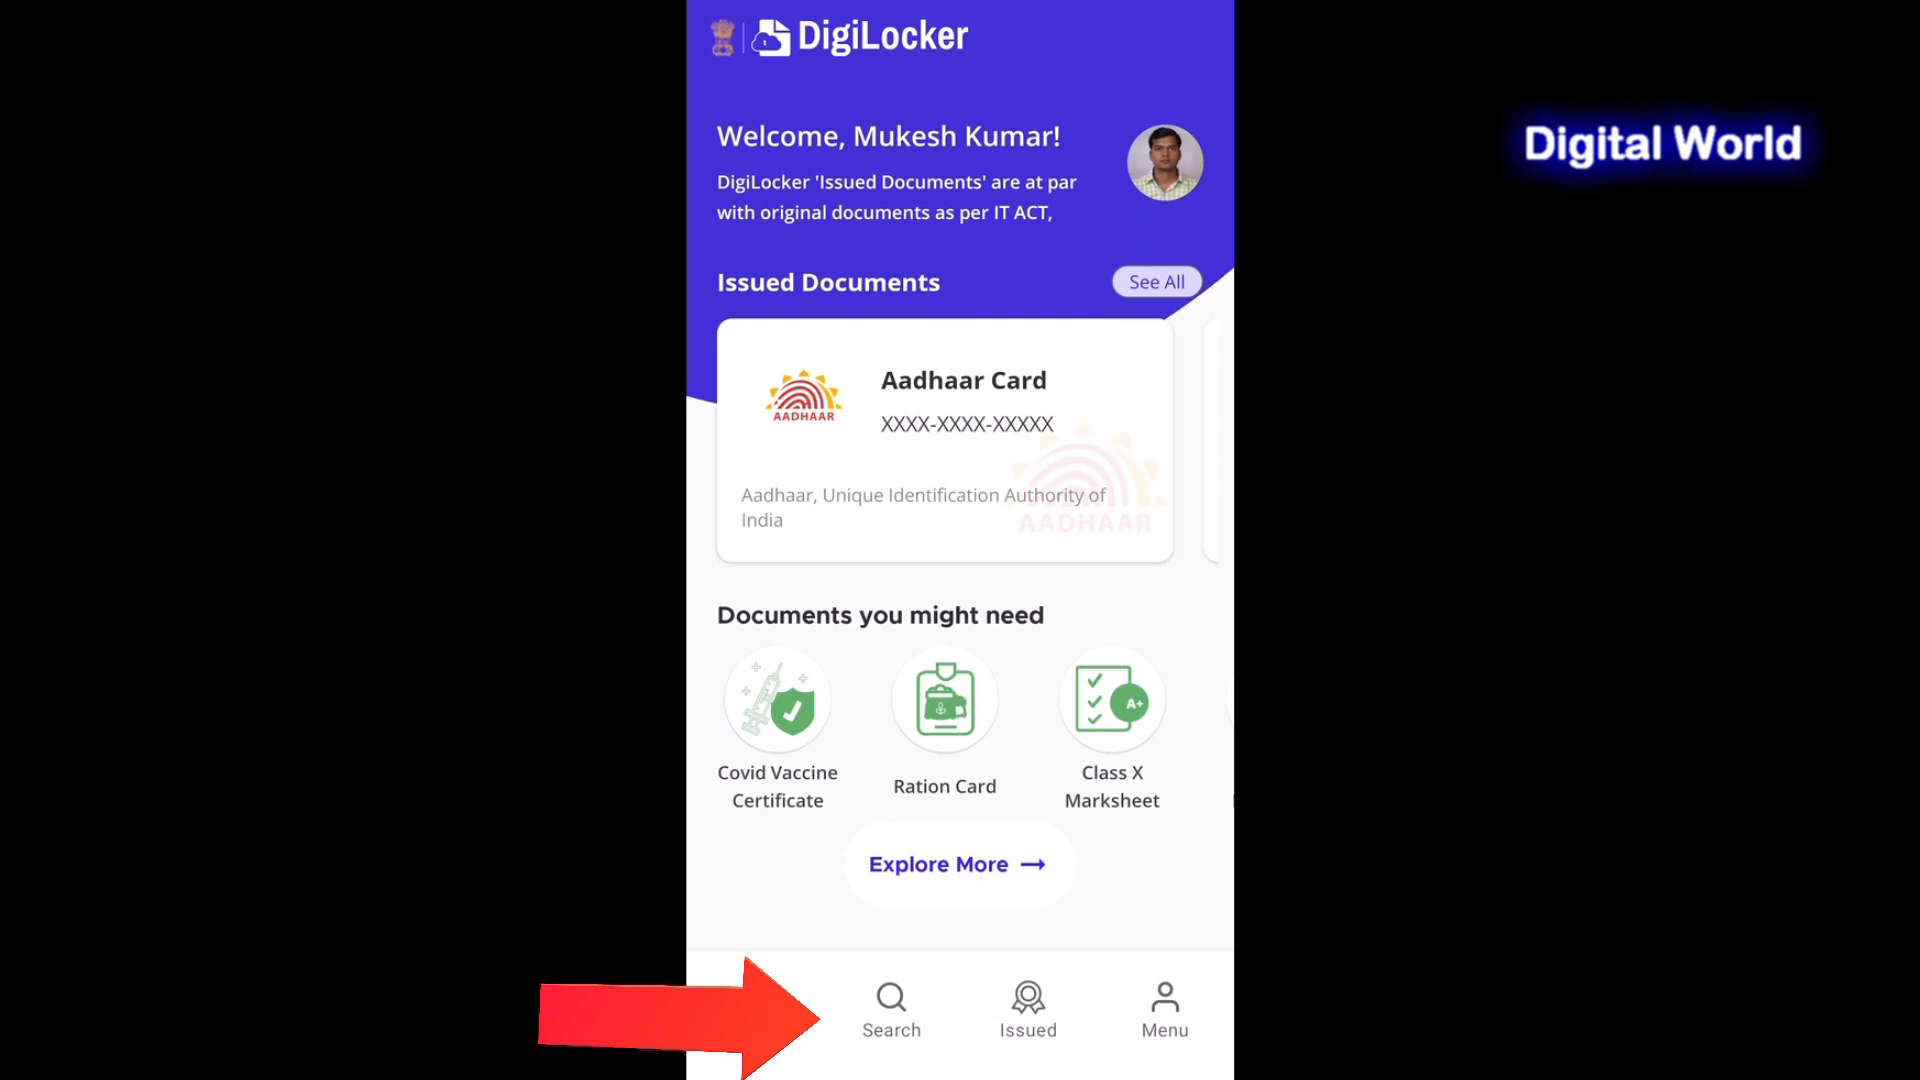 DigiLocker
Digital World
Welcome, Mukesh Kumar!
DigiLocker 'Issued Documents' are at par
with original documents as per IT ACT,
Issued Documents
See All
Aadhaar Card
XXXX-XXXX-XXXXX
AADHAAR
Aadhaar, Unique Identification Authority of
India
AADHAAR
Documents you might need
A+
Covid Vaccine
Certificate
Ration Card
Class X
Marksheet
Explore More
Search
Issued
Menu